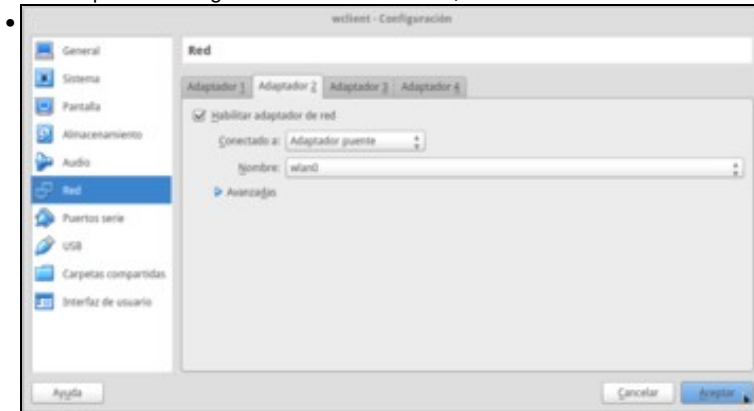 wclient - Configuración
General
Sistema
Pantalla
Almacenamiento
Audio
Red
Puertos serie
USB
Carpetas compartidas
Interfaz de usuario
Red
Adaptador 1 Adaptador 2 Adaptador 3 Adaptador 4
Habilitar adaptador de red
Conectado a: Adaptador puente
Nombre: wlan0
Avanzadas
Ayuda
Cancelar Aceptar